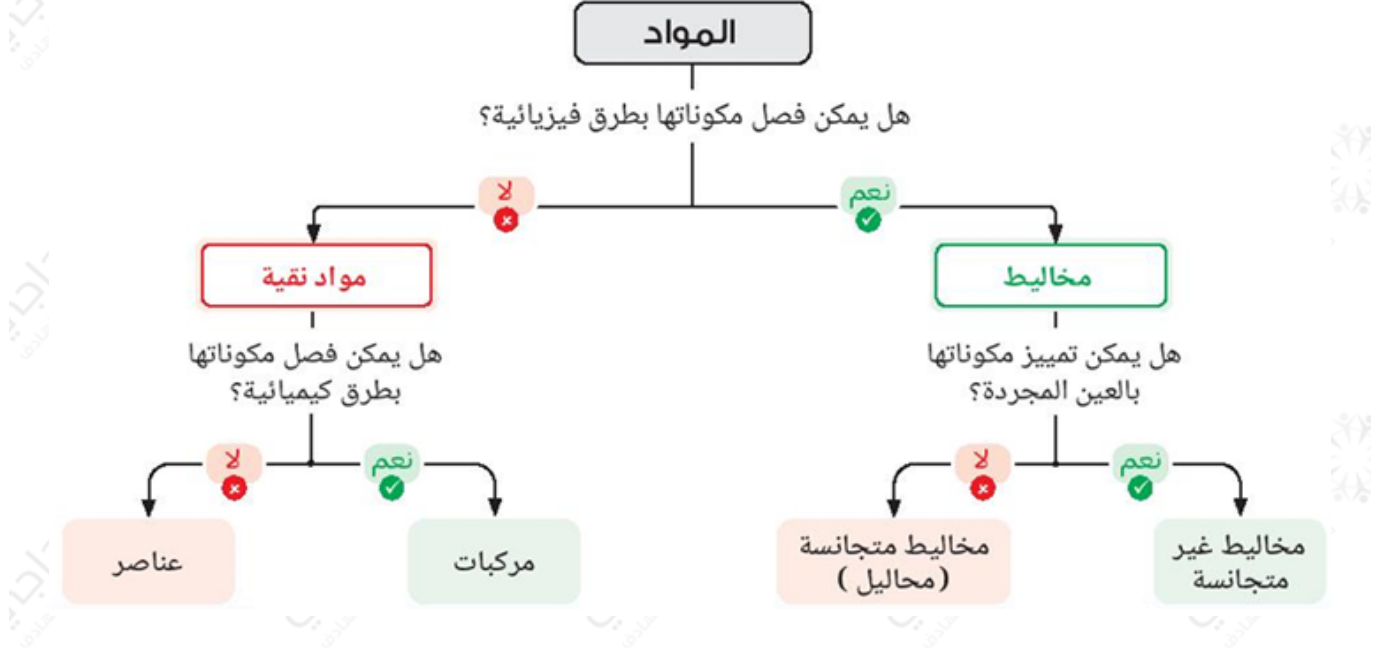 المواد
هل يمكن فصل مكوناتها بطرق فيزيائية؟
نعم
لا
مخاليط
مواد نقية
هل يمكن تمييز مكوناتها
بالعين المجردة؟
هل يمكن فصل مكوناتها
بطرق كيميائية؟
نعم
لا
نعم
لا
مخاليط غير
متجانسة
مخاليط متجانسة
(محاليل)
مركبات
عناصر